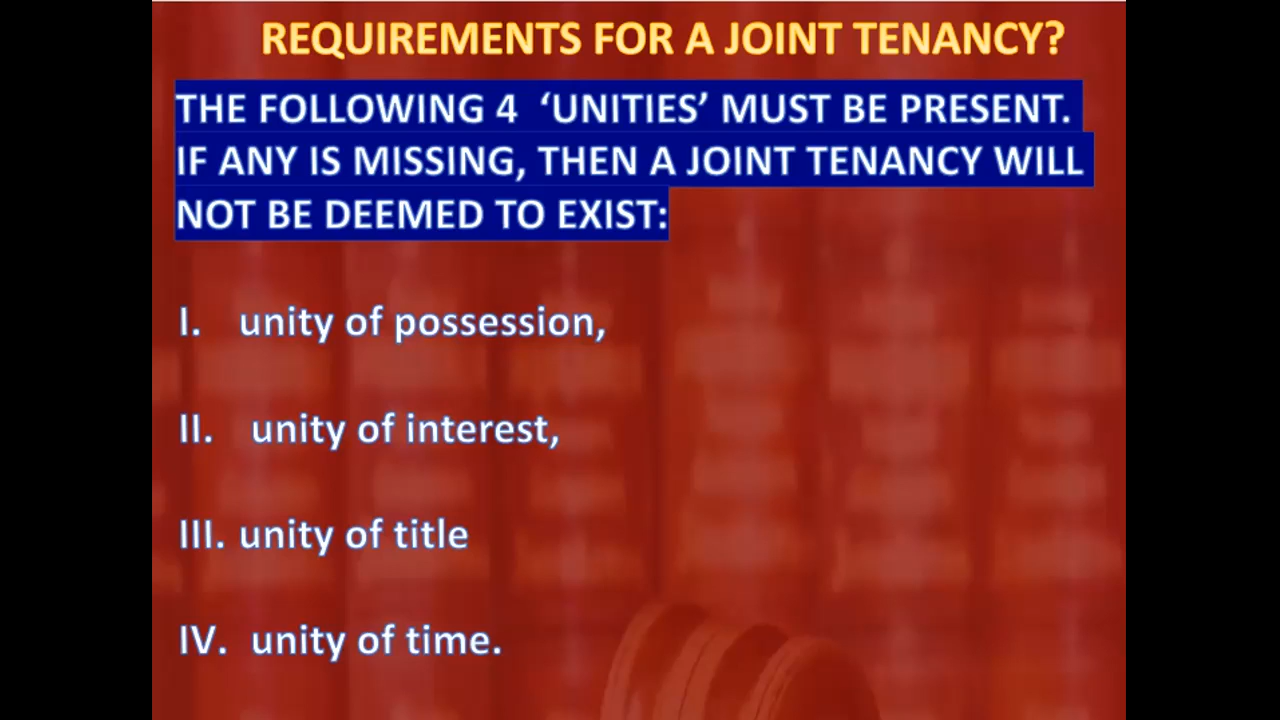 REQUIREMENTS FOR A JOINT TENANCY?
THE FOLLOWING 4 ‘UNITIES’ MUST BE PRESENT.
IF ANY IS MISSING, THEN A JOINT TENANCY WILL
NOT BE DEEMED TO EXIST:
I. unity of possession,
II. unity of interest,
III. unity of title
IV. unity of time.